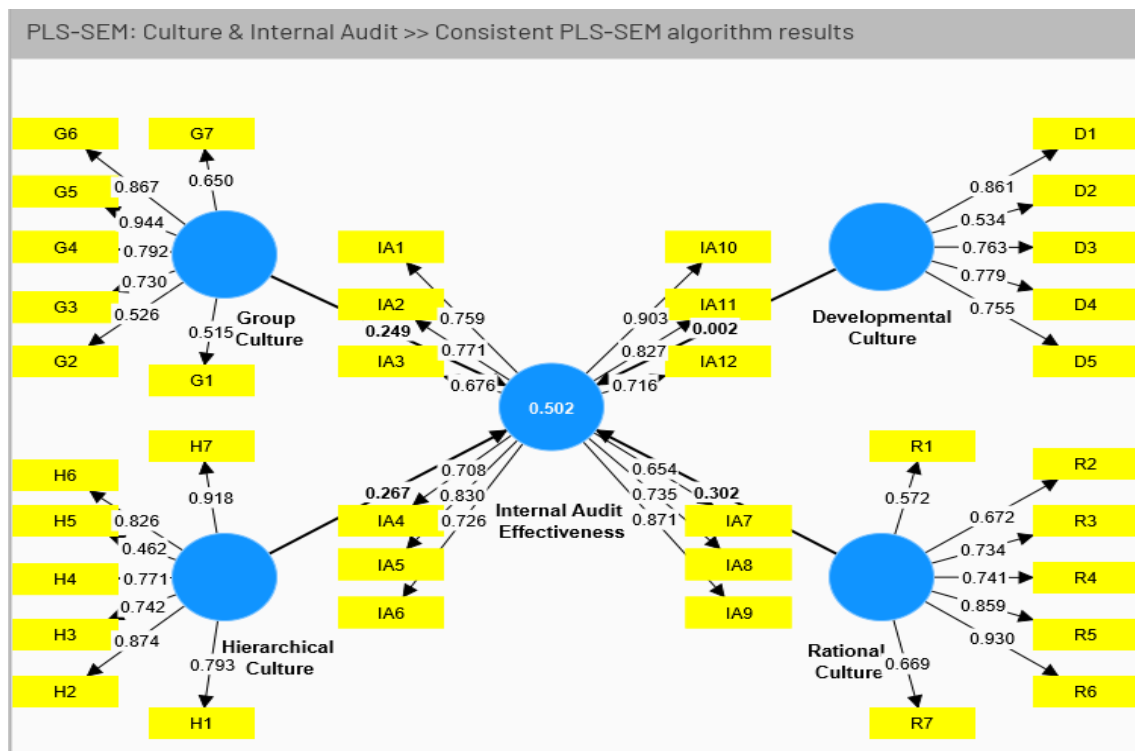 PLS-SEM: Culture & Internal Audit >> Consistent PLS-SEM algorithm results
G6
G7
0.867
0.650
G5
0.944
G4
0.792
G3
0.730
0.526
G2
0.515
G1
Group
Culture
0.249
IA1
0.759
IA2
0.771
IA3
0.676
IA10
0.903
IA11
0.827
0.002
IA12
0.716
D1
0.861
D2
0.534
D3
0.763
D4
0.779
D5
0.755
Developmental
Culture
0.502
Internal Audit
Effectiveness
H7
0.918
H6
0.826
H5
0.462
H4
0.771
H3
0.742
H2
0.874
H1
0.793
Hierarchical
Culture
0.267
0.708
IA4
0.830
IA5
0.726
IA6
0.654
IA7
0.735
IA8
0.871
IA9
0.302
R1
0.572
R2
0.672
R3
0.734
R4
0.741
R5
0.859
R6
0.930
R7
0.669
Rational
Culture